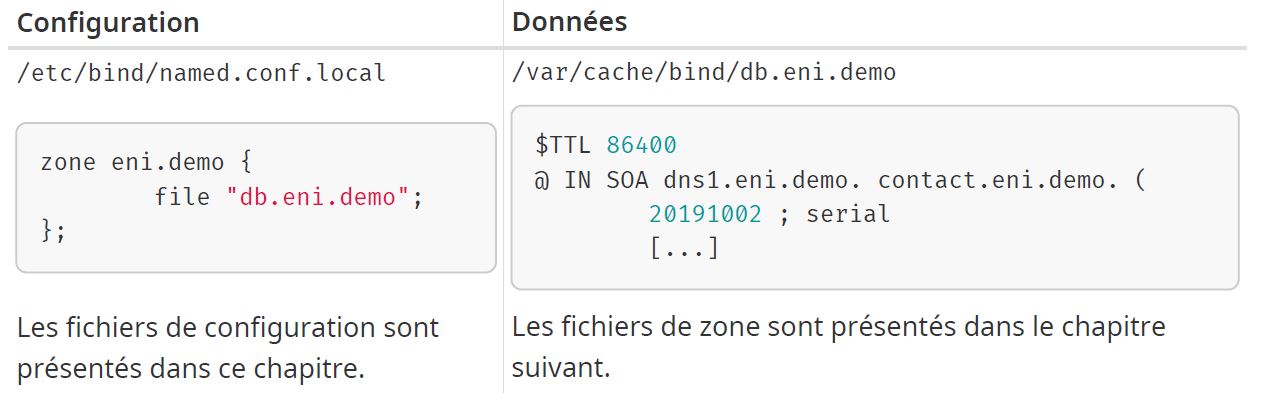 Configuration
/etc/bind/named.conf.local
zone eni.demo {
        file "db.eni.demo";
};
Les fichiers de configuration sont
présentés dans ce chapitre.
Données
/var/cache/bind/db.eni.demo
$TTL 86400
@ IN SOA dns1.eni.demo. contact.eni.demo. (
        20191002 ; serial
        [...]
Les fichiers de zone sont présentés dans le chapitre
suivant.